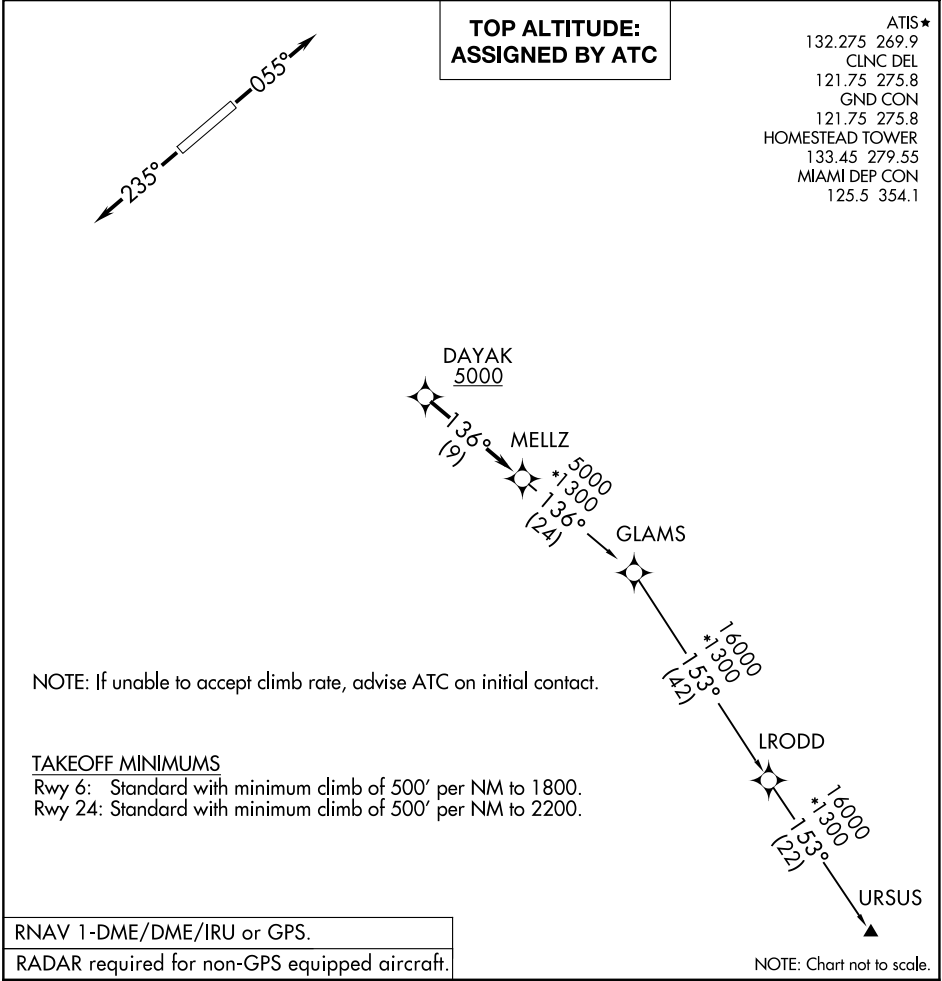 TOP ALTITUDE:
ASSIGNED BY ATC
ATIS★
132.275 269.9
CLNC DEL
121.75 275.8
GND CON
121.75 275.8
HOMESTEAD TOWER
133.45 279.55
MIAMI DEP CON
125.5 354.1
055°
235°
DAYAK
5000
136°
(9)
MELLZ
5000
*1300
136°
(24)
GLAMS
16000
*1300
153°
(42)
LRODD
16000
*1300
153°
(22)
URSUS
NOTE: If unable to accept climb rate, advise ATC on initial contact.
TAKEOFF MINIMUMS
Rwy 6: Standard with minimum climb of 500' per NM to 1800.
Rwy 24: Standard with minimum climb of 500' per NM to 2200.
RNAV 1-DME/DME/IRU or GPS.
RADAR required for non-GPS equipped aircraft.
NOTE: Chart not to scale.